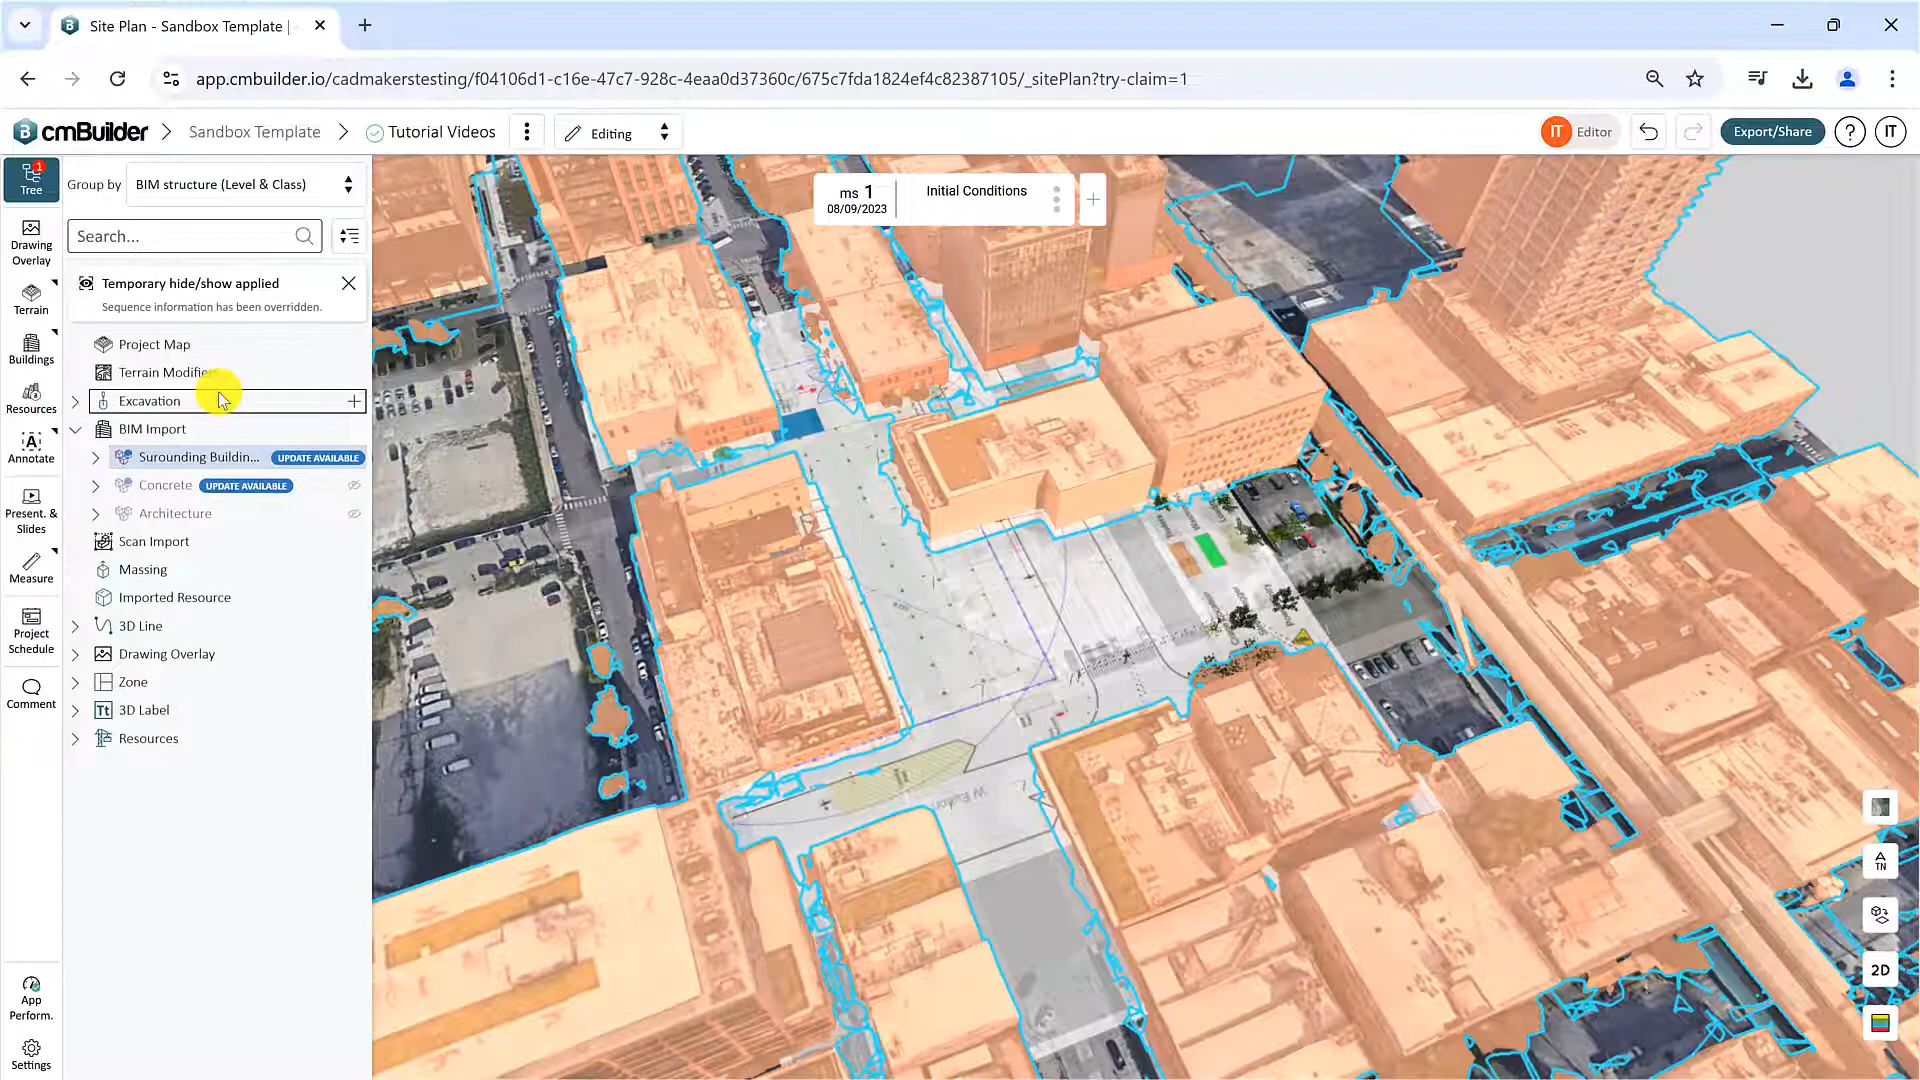 Site Plan - Sandbox Template |
app.cmbuilder.io/cadmakerstesting/f04106d1-c16e-47c7-928c-4eaa0d37360c/675c7fda1824ef4c82387105/_sitePlan?try-claim=1
cmBuilder
Sandbox Template
Tutorial Videos
Editing
IT
Editor
Export/Share
?
IT
1
Tree
Group by
BIM structure (Level & Class)
Search...
Temporary hide/show applied
Sequence information has been overridden.
Project Map
Terrain Modifier
Excavation
BIM Import
Surounding Buildin...
UPDATE AVAILABLE
Concrete
UPDATE AVAILABLE
Architecture
Scan Import
Massing
Imported Resource
3D Line
Drawing Overlay
Zone
Tt
3D Label
Resources
Drawing
Overlay
Terrain
Buildings
Resources
A
Annotate
Present. &
Slides
Measure
Project
Schedule
Comment
App
Perform.
Settings
ms 1
08/09/2023
Initial Conditions
A
TN
2D